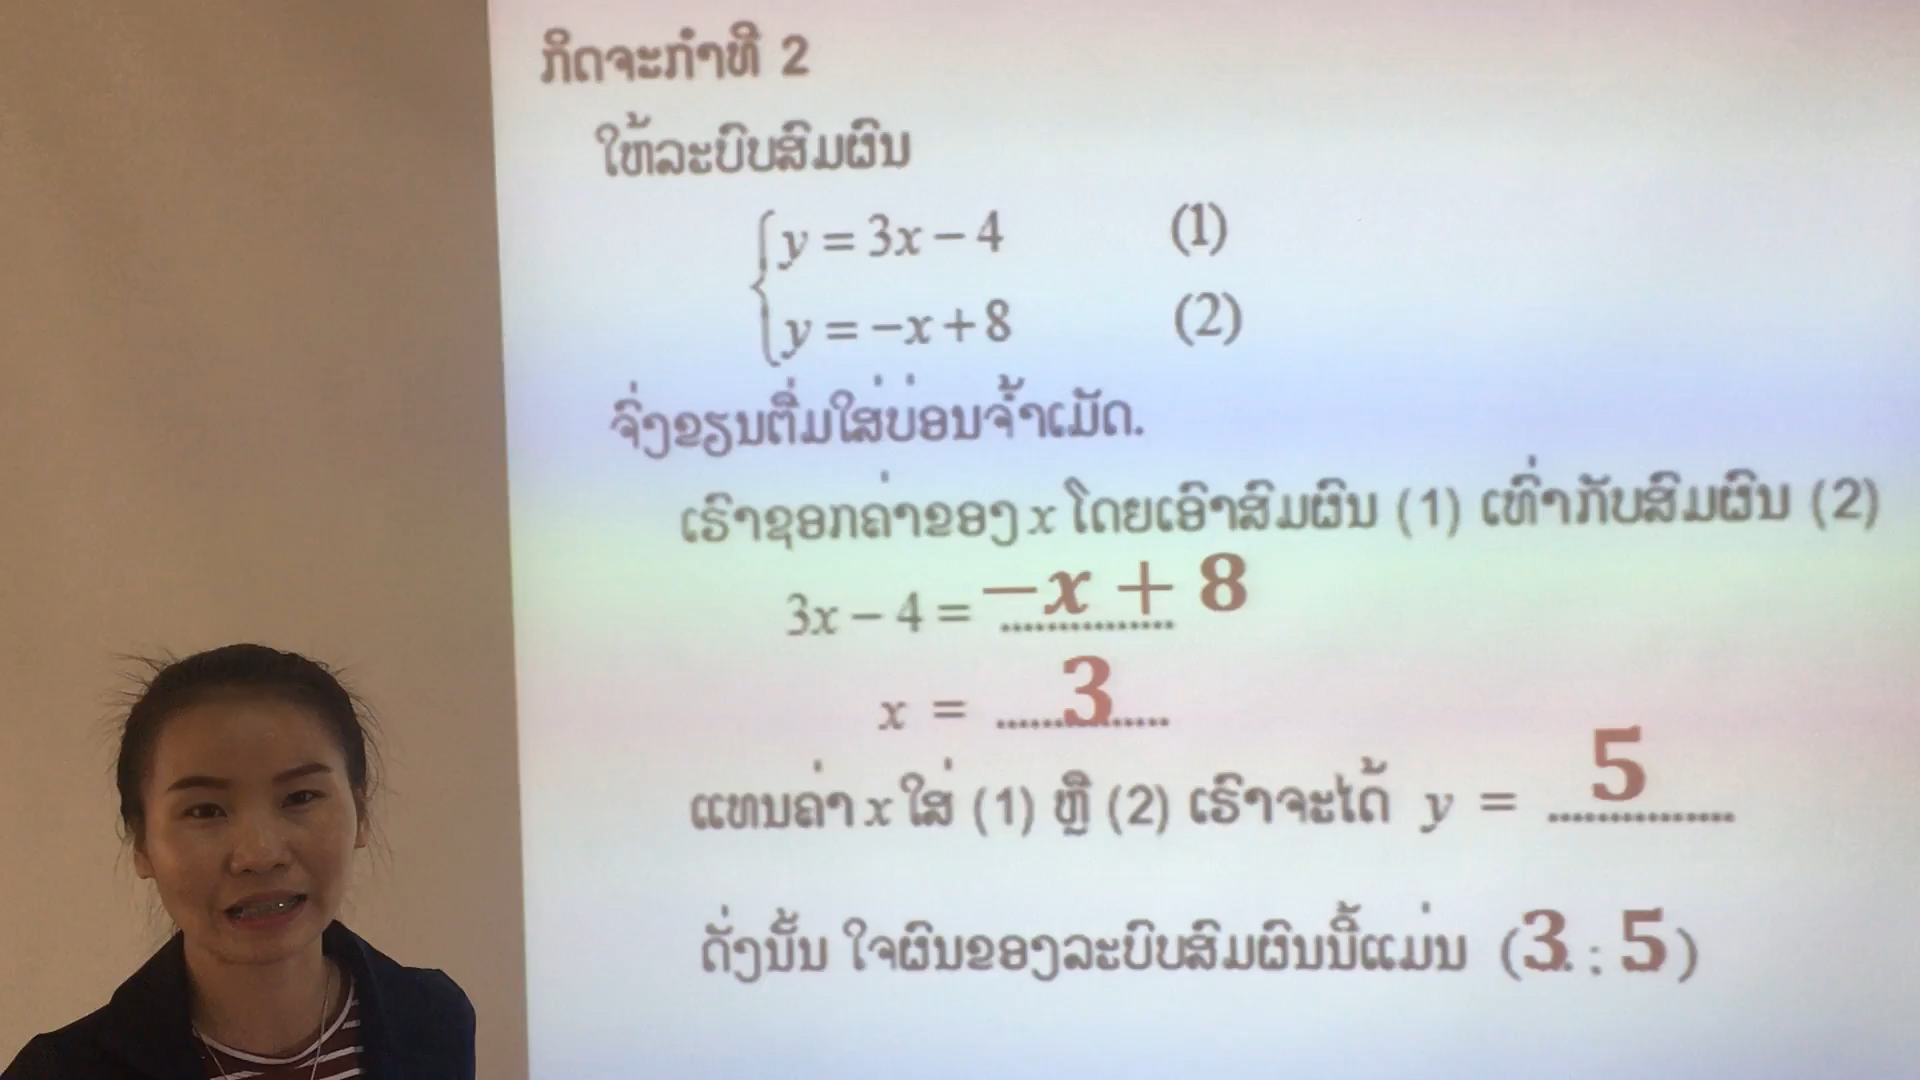 ກິດຈະກຳທີ 2
ໃຫ້ລະບົບສົມຜົນ
y = 3x − 4 (1)
y = −x + 8 (2)
ຈົ່ງຂຽນຕື່ມໃສ່ບ່ອນຈ້ຳເມັດ.
ເຮົາຊອກຄ່າຂອງ x ໂດຍເອົາສົມຜົນ (1) ເທົ່າກັບສົມຜົນ (2)
3x − 4 = −x + 8
x = 3
ແທນຄ່າ x ໃສ່ (1) ຫຼື (2) ເຮົາຈະໄດ້ y = 5
ດັ່ງນັ້ນ ໃຈຜົນຂອງລະບົບສົມຜົນນີ້ແມ່ນ (3 ; 5)